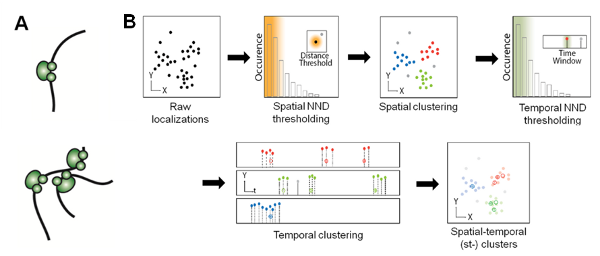 A
B
Y
X
Raw
localizations
Occurence
Distance
Threshold
Spatial NND
thresholding
Y
X
Spatial clustering
Occurence
Time
Window
Temporal NND
thresholding
Y
t
Temporal clustering
Y
X
Spatial-temporal
(st-) clusters